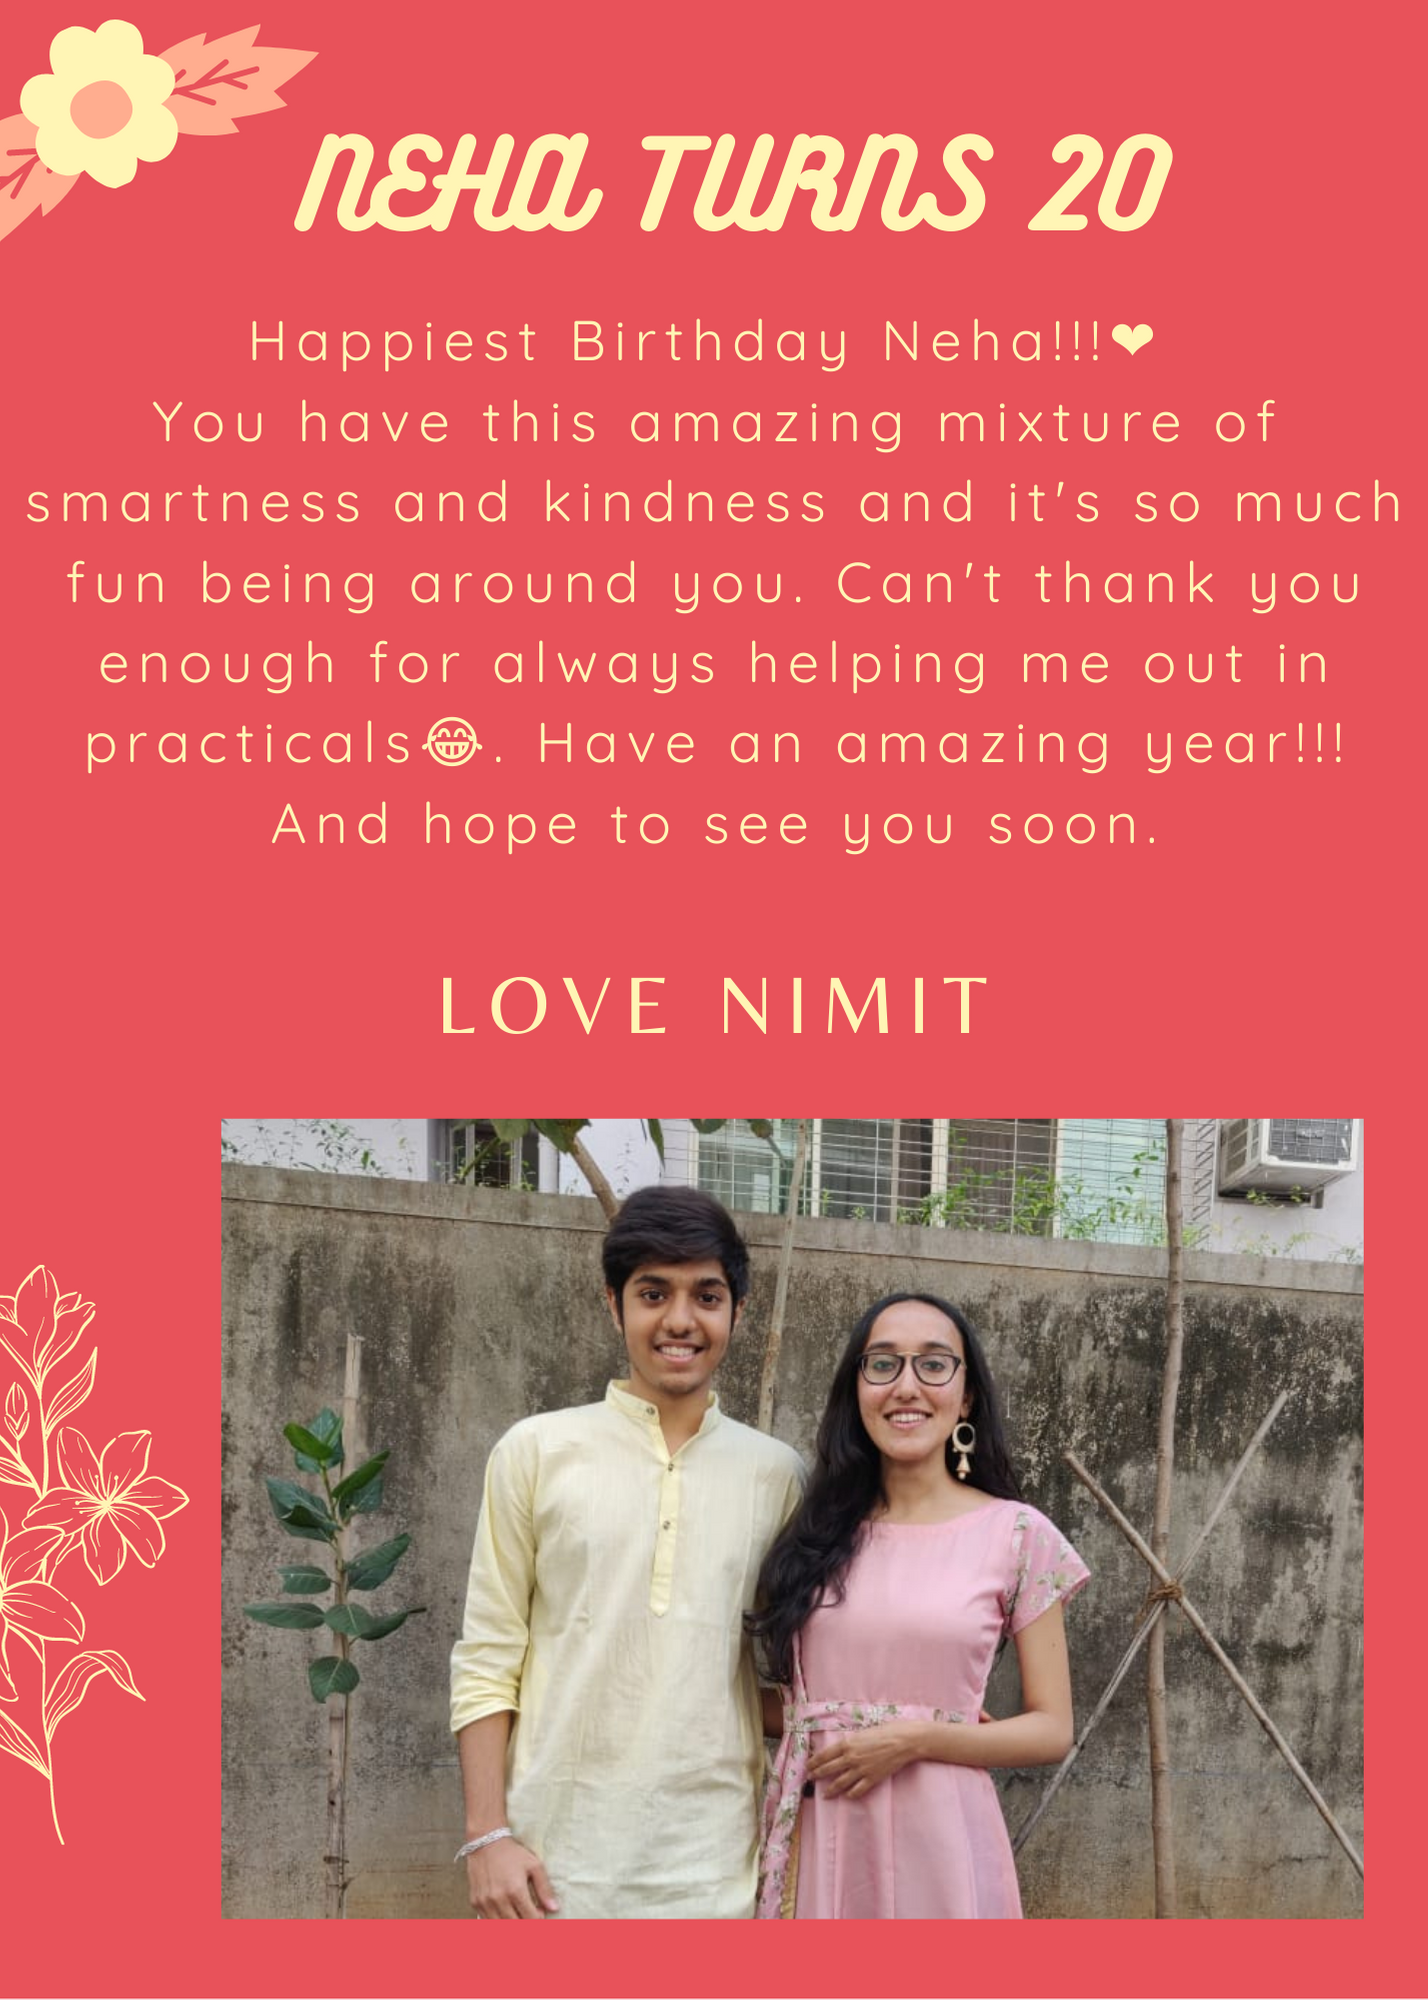 NEHA TURNS 20
Happiest Birthday Neha!!!❤
You have this amazing mixture of
smartness and kindness and it's so much
fun being around you. Can't thank you
enough for always helping me out in
practicals😂. Have an amazing year!!!
And hope to see you soon.
LOVE NIMIT